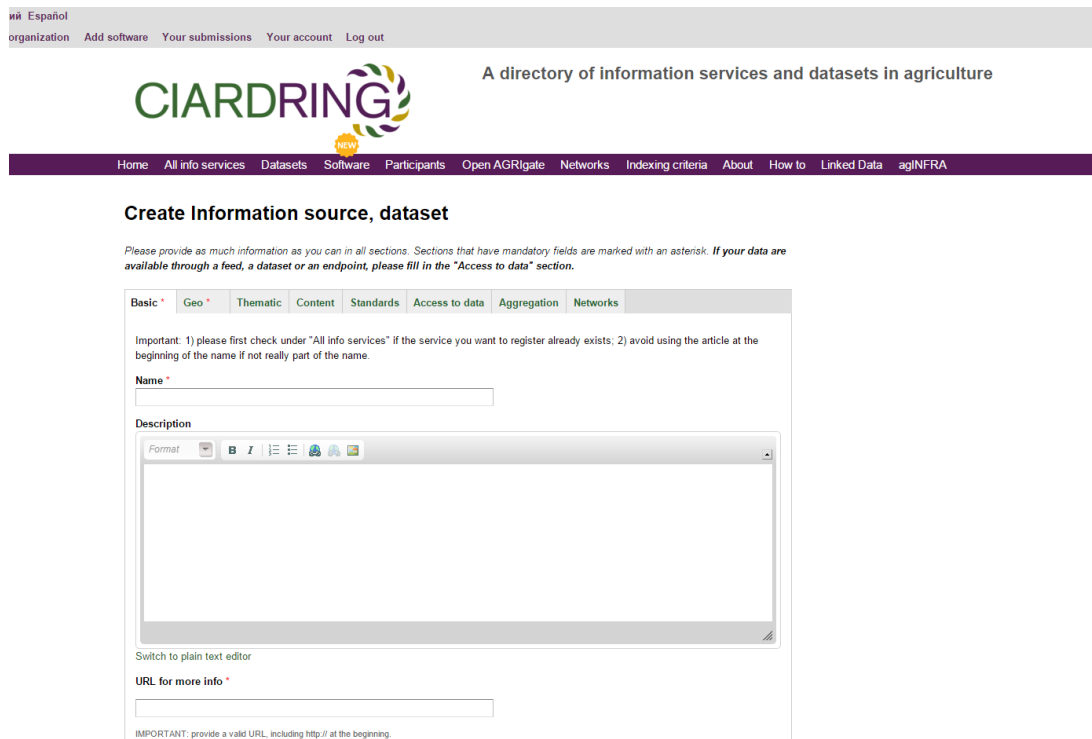 ий Español
organization Add software Your submissions Your account Log out
CIARDRING
A directory of information services and datasets in agriculture
NEW
Home All info services Datasets Software Participants Open AGRIgate Networks Indexing criteria About How to Linked Data agINFRA
Create Information source, dataset
Please provide as much information as you can in all sections. Sections that have mandatory fields are marked with an asterisk. If your data are
available through a feed, a dataset or an endpoint, please fill in the "Access to data" section.
Basic * Geo * Thematic Content Standards Access to data Aggregation Networks
Important: 1) please first check under "All info services" if the service you want to register already exists; 2) avoid using the article at the
beginning of the name if not really part of the name.
Name *
Description
Format B I
Switch to plain text editor
URL for more info *
IMPORTANT: provide a valid URL, including http:// at the beginning.